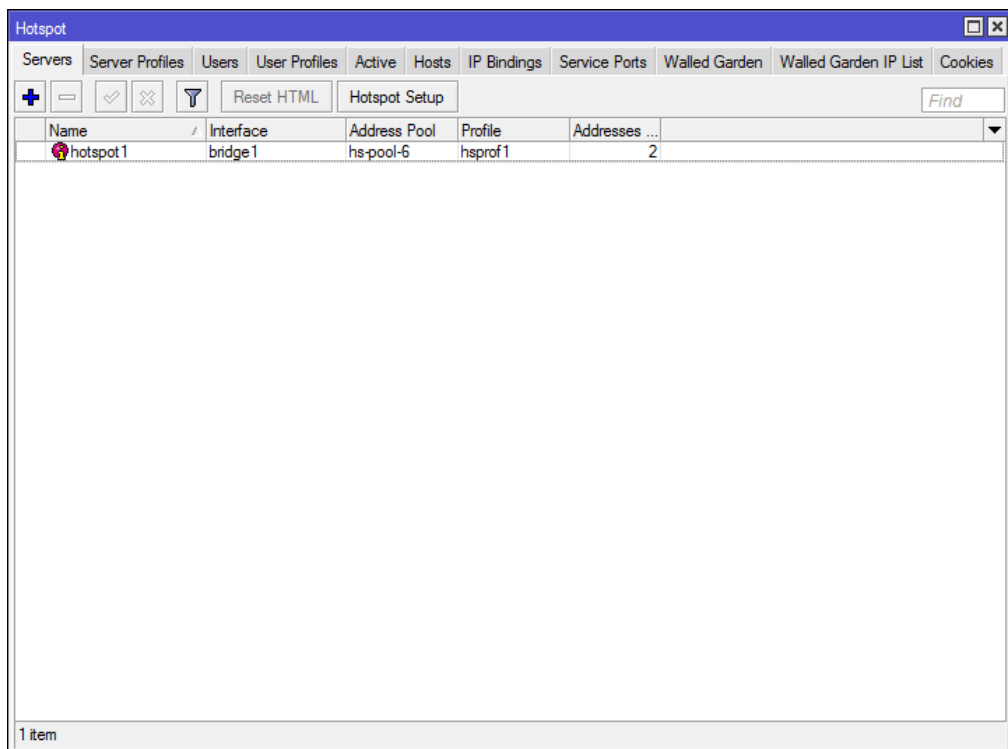 Hotspot
Servers Server Profiles Users User Profiles Active Hosts IP Bindings Service Ports Walled Garden Walled Garden IP List Cookies
Reset HTML Hotspot Setup Find
Name Interface Address Pool Profile Addresses ...
hotspot1 bridge1 hs-pool-6 hsprof1 2
1 item